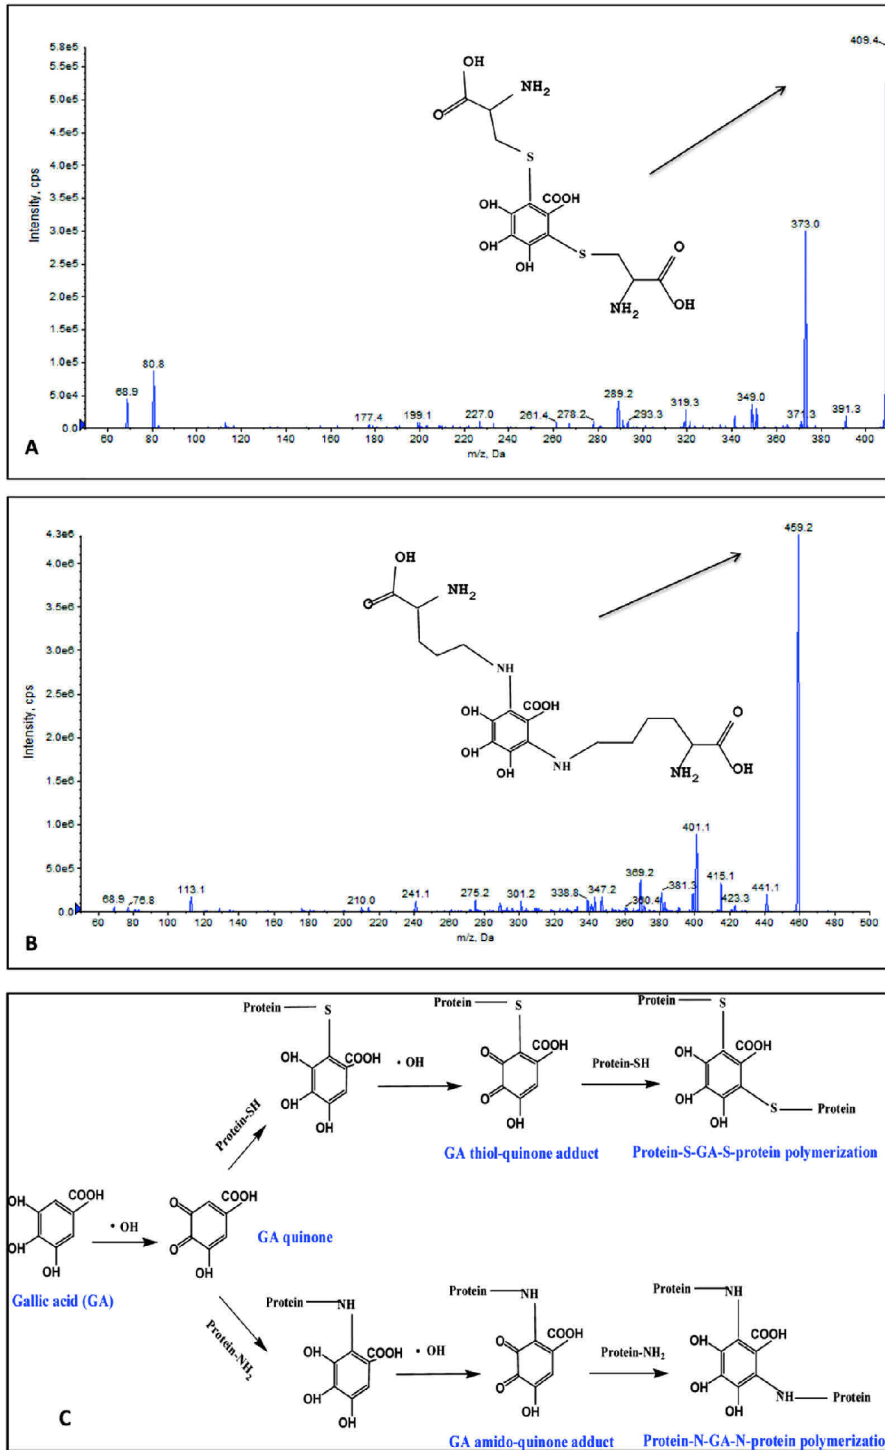 5.8e5
5.5e5
5.0e5
4.5e5
4.0e5
3.5e5
3.0e5
2.5e5
2.0e5
1.5e5
1.0e5
5.0e4
0.0
Intensity, cps
409.4
373.0
OH
O
NH2
S
COOH
OH
OH
OH
S
O
NH2
OH
68.9
80.8
177.4
199.1
227.0
261.4
278.2
289.2
293.3
319.3
349.0
371.3
391.3
60 80 100 120 140 160 180 200 220 240 260 280 300 320 340 360 380 400
m/z, Da
A
4.3e6
4.0e6
3.5e6
3.0e6
2.5e6
2.0e6
1.5e6
1.0e6
5.0e5
0.0
Intensity, cps
459.2
OH
O
NH2
NH
COOH
OH
OH
OH
NH
O
NH2
OH
68.9
76.8
113.1
210.0
241.1
275.2
301.2
338.8
347.2
360.4
369.2
381.3
401.1
415.1
423.3
441.1
60 80 100 120 140 160 180 200 220 240 260 280 300 320 340 360 380 400 420 440 460 480 500
m/z, Da
B
Protein S
OH
COOH
OH
OH
• OH
Protein S
O
COOH
O
OH
Protein-SH
Protein S
OH
COOH
OH
OH
S Protein
Protein-SH
GA thiol-quinone adduct
Protein-S-GA-S-protein polymerization
OH
COOH
OH
OH
• OH
O
COOH
O
OH
GA quinone
Gallic acid (GA)
Protein-NH2
Protein NH
OH
COOH
OH
OH
• OH
Protein NH
O
COOH
O
OH
Protein-NH2
Protein NH
OH
COOH
OH
OH
NH Protein
C
GA amido-quinone adduct
Protein-N-GA-N-protein polymerizatio